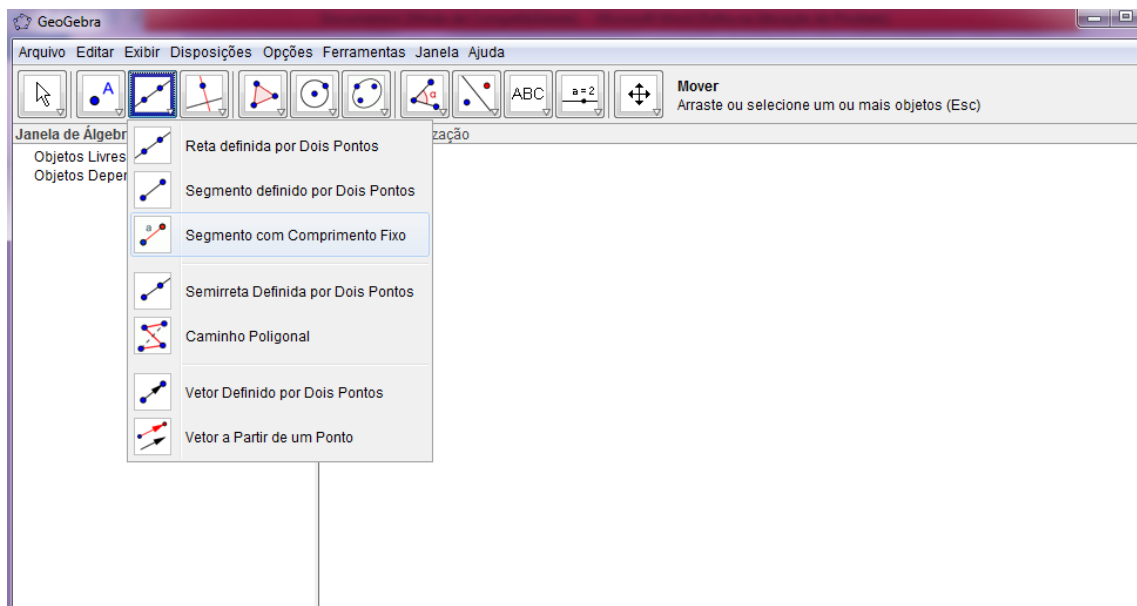 GeoGebra
Arquivo Editar Exibir Disposições Opções Ferramentas Janela Ajuda
A
α
ABC
a=2
Mover
Arraste ou selecione um ou mais objetos (Esc)
Janela de Álgebr
zação
Objetos Livres
Objetos Deper
Reta definida por Dois Pontos
Segmento definido por Dois Pontos
a
Segmento com Comprimento Fixo
Semirreta Definida por Dois Pontos
Caminho Poligonal
Vetor Definido por Dois Pontos
Vetor a Partir de um Ponto